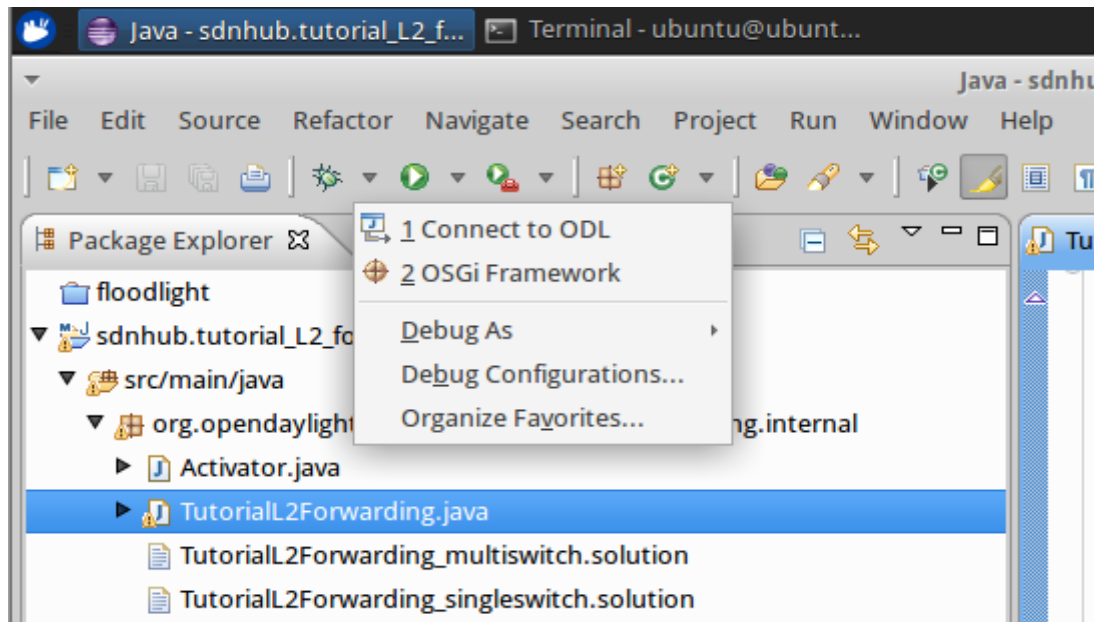 Java - sdnhub.tutorial_L2_f... Terminal - ubuntu@ubunt...
Java - sdnhu
File Edit Source Refactor Navigate Search Project Run Window Help
Package Explorer Tu
1 Connect to ODL
2 OSGi Framework
Debug As
Debug Configurations...
Organize Favorites...
floodlight
sdnhub.tutorial_L2_fo
src/main/java
org.opendaylight ng.internal
Activator.java
TutorialL2Forwarding.java
TutorialL2Forwarding_multiswitch.solution
TutorialL2Forwarding_singleswitch.solution